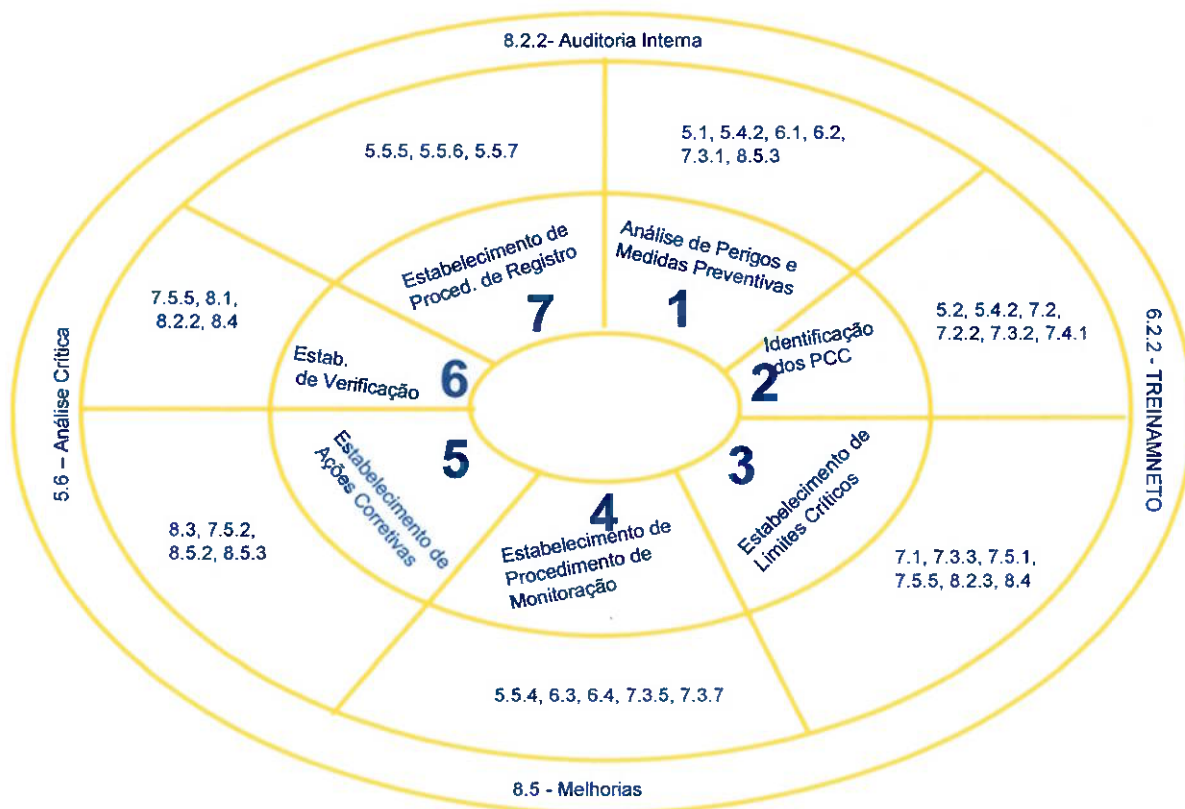 8.2.2- Auditoria Interna
5.5.5, 5.5.6, 5.5.7
5.1, 5.4.2, 6.1, 6.2,
7.3.1, 8.5.3
Estabelecimento de
Proced. de Registro
7
Análise de Perigos e
Medidas Preventivas
1
7.5.5, 8.1,
8.2.2, 8.4
5.2, 5.4.2, 7.2,
7.2.2, 7.3.2, 7.4.1
Estab.
de Verificação
6
Identificação
dos PCC
2
5.6 – Análise Crítica
6.2.2 - TREINAMNETO
5
Estabelecimento de
Ações Corretivas
3
Estabelecimento de
Limites Críticos
4
Estabelecimento de
Procedimento de
Monitoração
8.3, 7.5.2,
8.5.2, 8.5.3
7.1, 7.3.3, 7.5.1,
7.5.5, 8.2.3, 8.4
5.5.4, 6.3, 6.4, 7.3.5, 7.3.7
8.5 - Melhorias